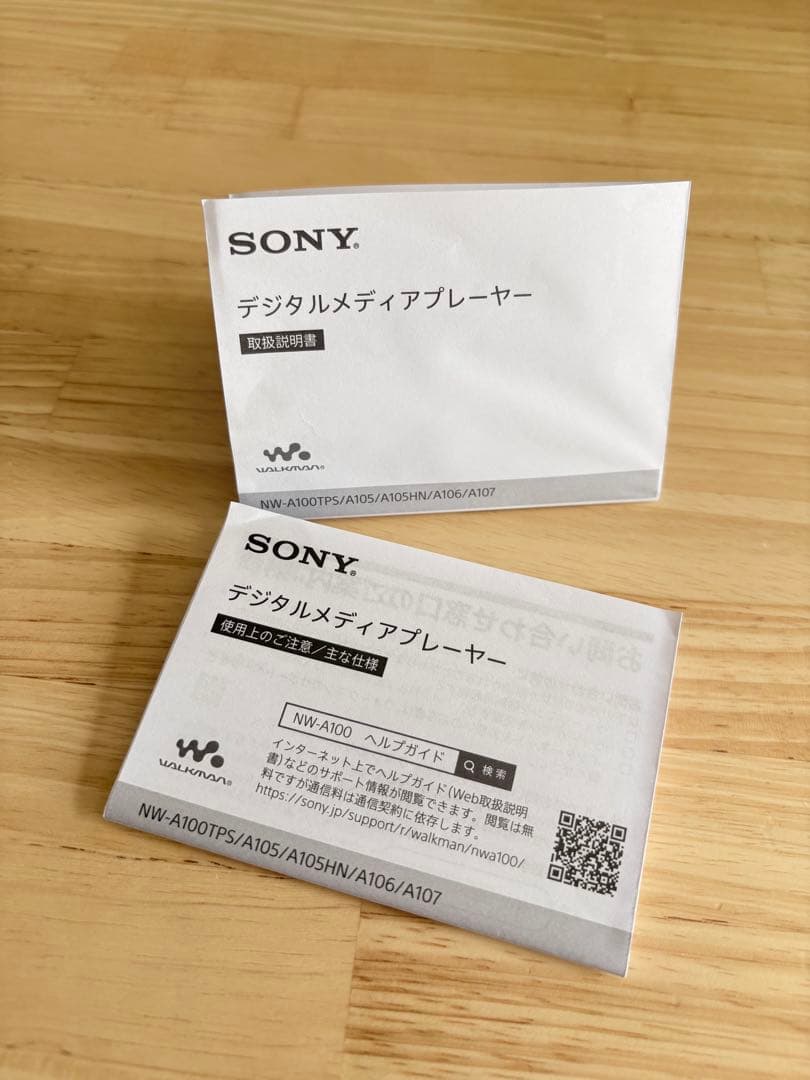 SONY®
デジタルメディアプレーヤー
取扱説明書
WALKMAN®
NW-A100TPS/A105/A105HN/A106/A107
SONY®
デジタルメディアプレーヤー
使用上のご注意／主な仕様
NW-A100 ヘルプガイド 検索
インターネット上でヘルプガイド（Web取扱説明
書）などのサポート情報が閲覧できます。閲覧は無
料ですが通信料は通信契約に依存します。
https://sony.jp/support/r/walkman/nwa100/
WALKMAN®
NW-A100TPS/A105/A105HN/A106/A107